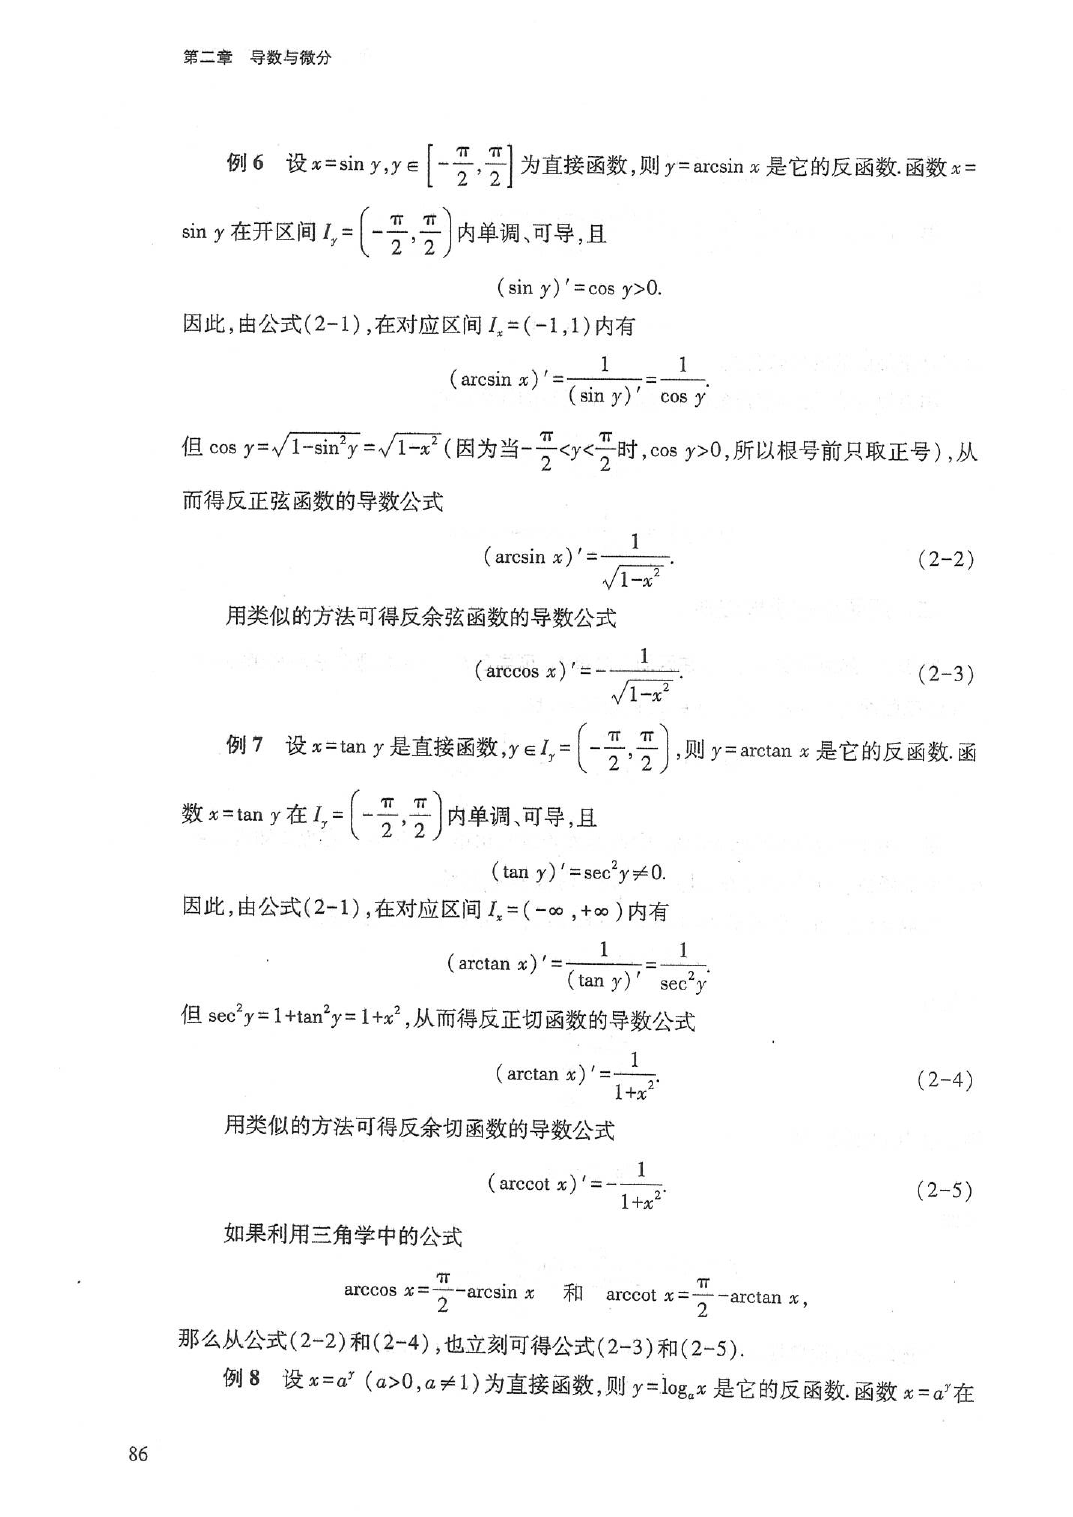 第二章 导数与微分
例6 设 x=sin y,y∈[-π/2,π/2]为直接函数,则 y=arcsin x 是它的反函数.函数 x=
sin y 在开区间 I_y=(-π/2,π/2)内单调、可导,且
(sin y)′=cos y>0.
因此,由公式(2-1),在对应区间 I_x=(-1,1)内有
(arcsin x)′=1/(sin y)′=1/cos y.
但 cos y=√(1-sin²y)=√(1-x²)(因为当-π/2<y<π/2时,cos y>0,所以根号前只取正号),从
而得反正弦函数的导数公式
(arcsin x)′=1/√(1-x²). (2-2)
用类似的方法可得反余弦函数的导数公式
(arccos x)′=-1/√(1-x²). (2-3)
例7 设 x=tan y 是直接函数,y∈I_y=(-π/2,π/2),则 y=arctan x 是它的反函数.函
数 x=tan y 在 I_y=(-π/2,π/2)内单调、可导,且
(tan y)′=sec²y≠0.
因此,由公式(2-1),在对应区间 I_x=(-∞,+∞)内有
(arctan x)′=1/(tan y)′=1/sec²y.
但 sec²y=1+tan²y=1+x²,从而得反正切函数的导数公式
(arctan x)′=1/(1+x²). (2-4)
用类似的方法可得反余切函数的导数公式
(arccot x)′=-1/(1+x²). (2-5)
如果利用三角学中的公式
arccos x=π/2-arcsin x 和 arccot x=π/2-arctan x,
那么从公式(2-2)和(2-4),也立刻可得公式(2-3)和(2-5).
例8 设 x=a^y (a>0,a≠1)为直接函数,则 y=log_a x 是它的反函数.函数 x=a^y在
86